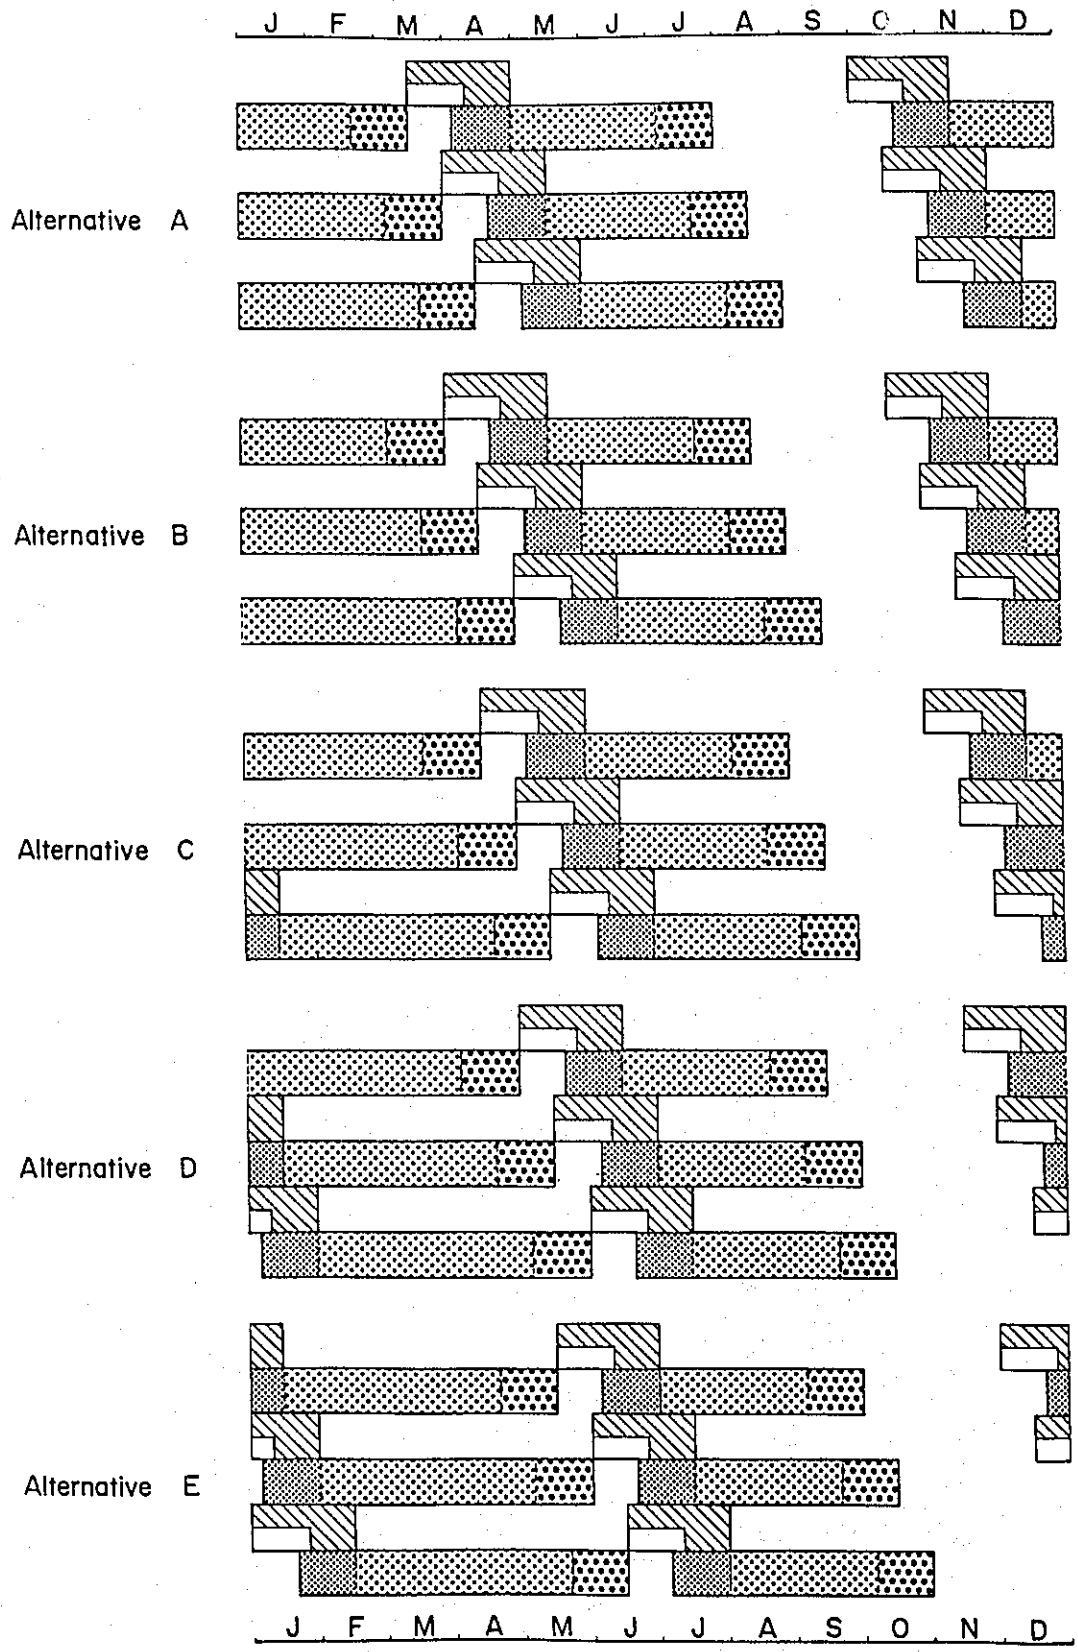 J F M A M J J A S O N D
Alternative A
Alternative B
Alternative C
Alternative D
Alternative E
J F M A M J J A S O N D